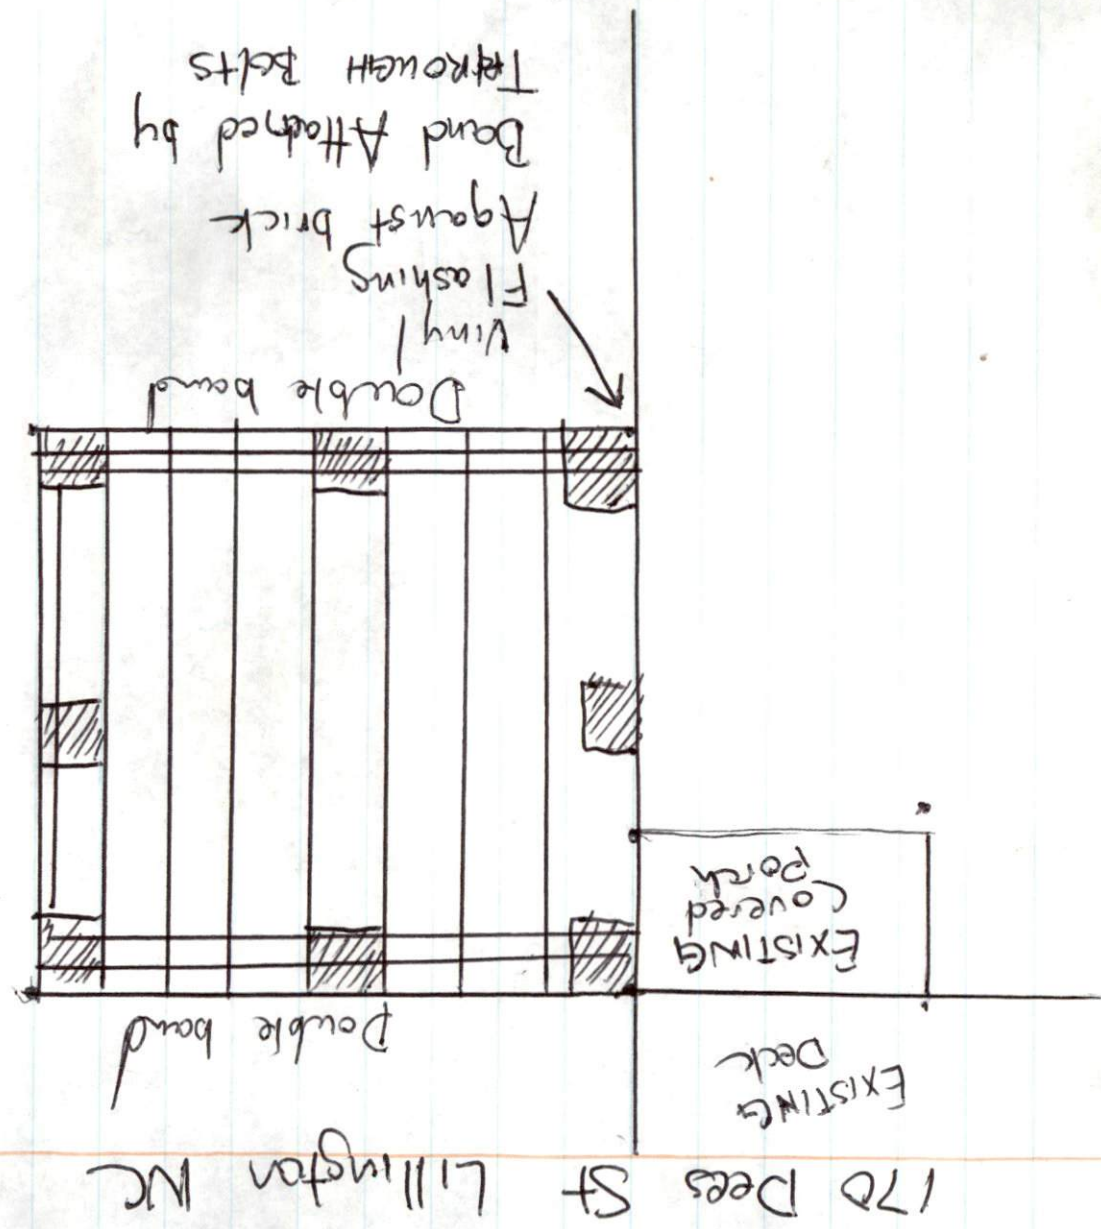 170 Dees St Lillington NC
EXISTING
Deck
EXISTING
Covered
Porch
Double band
Double band
Vinyl
Flashing
Against brick
Band Attached by
THROUGH Bolts